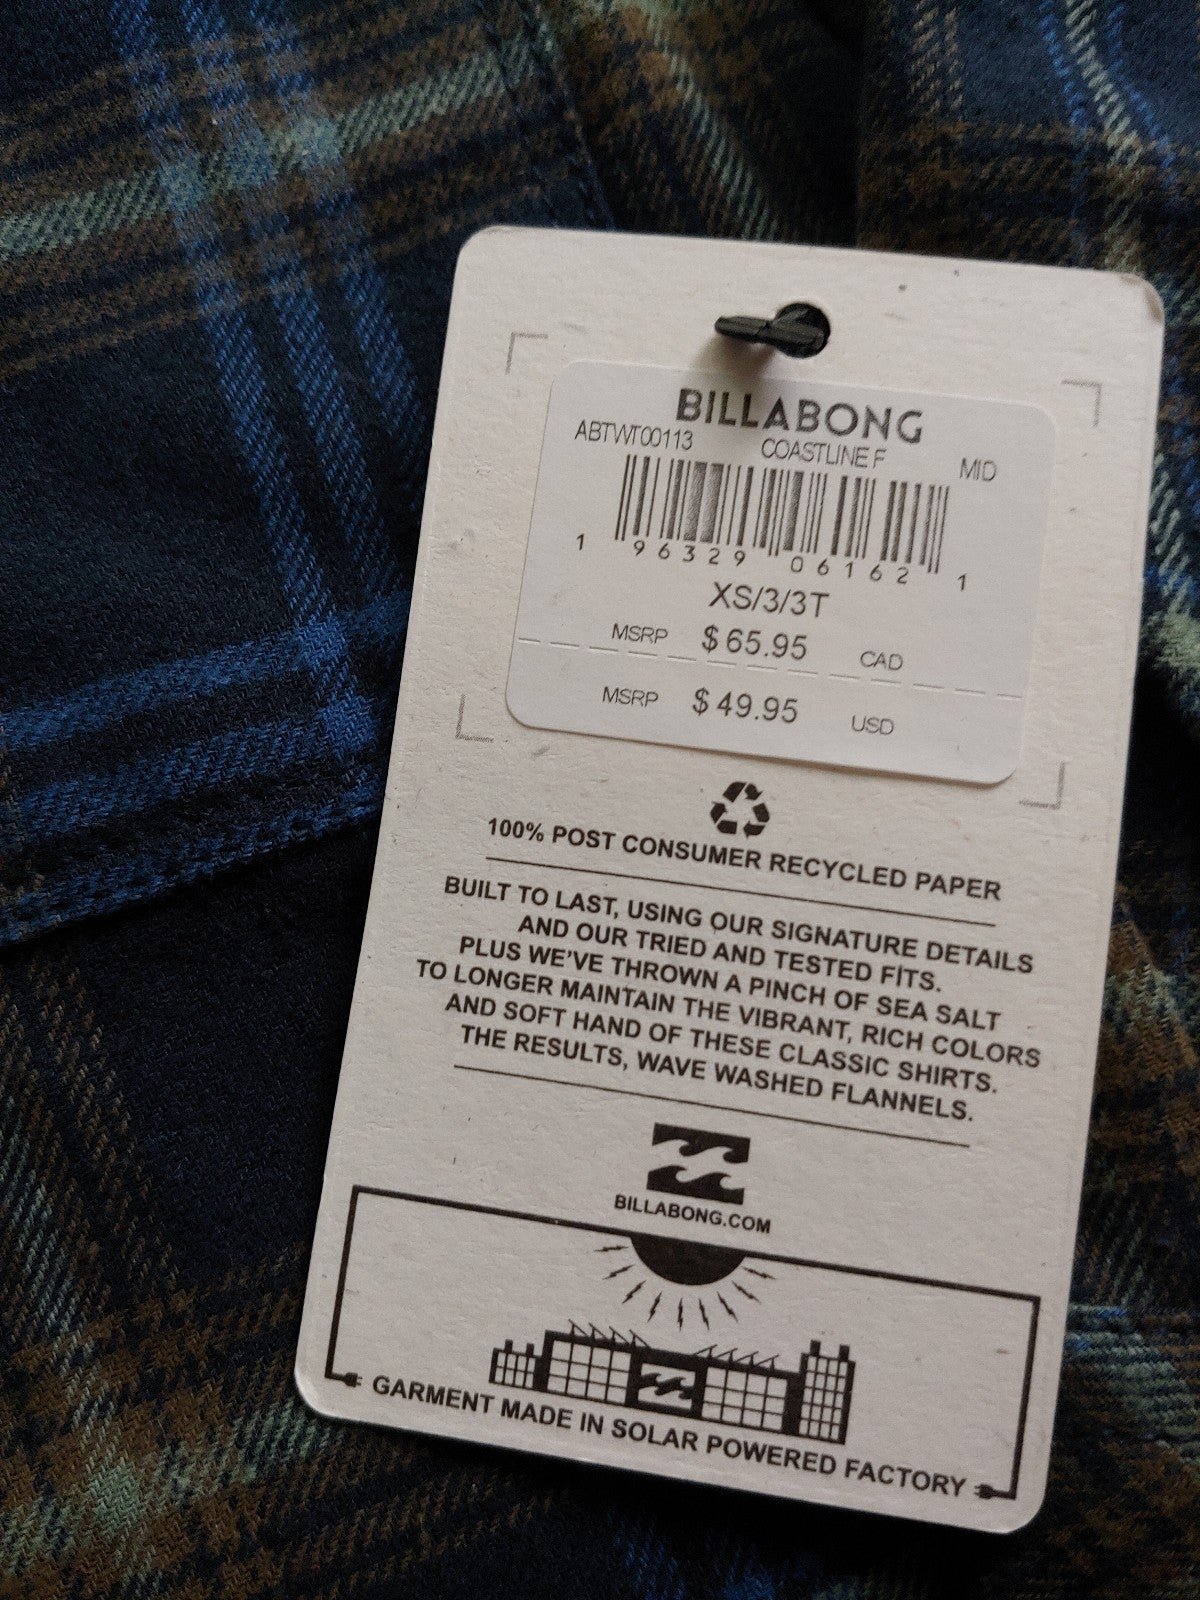 BILLABONG
ABTWT00113 COASTLINE F MID
1 96329 06162 1
XS/3/3T
MSRP $65.95 CAD
MSRP $49.95 USD
100% POST CONSUMER RECYCLED PAPER
BUILT TO LAST, USING OUR SIGNATURE DETAILS
AND OUR TRIED AND TESTED FITS.
PLUS WE'VE THROWN A PINCH OF SEA SALT
TO LONGER MAINTAIN THE VIBRANT, RICH COLORS
AND SOFT HAND OF THESE CLASSIC SHIRTS.
THE RESULTS, WAVE WASHED FLANNELS.
BILLABONG.COM
GARMENT MADE IN SOLAR POWERED FACTORY